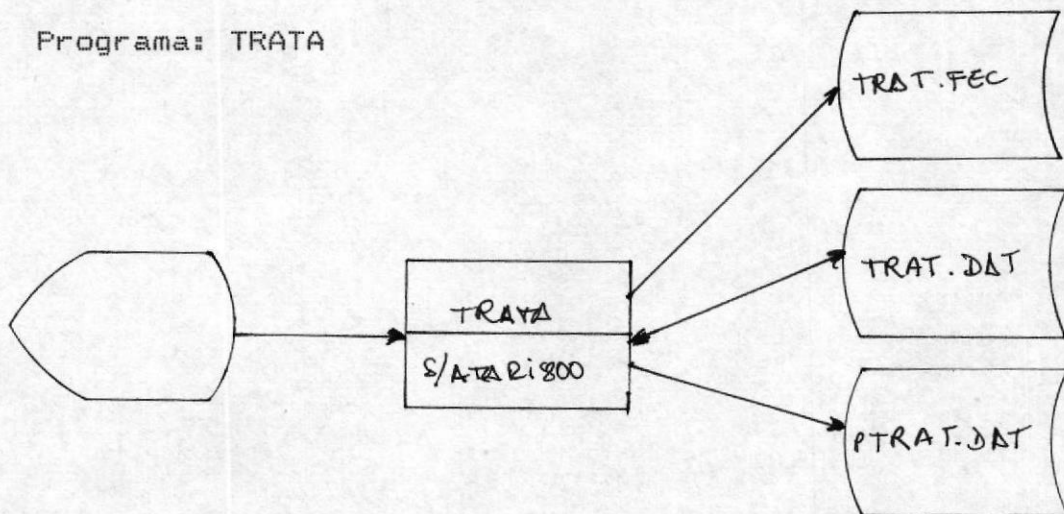 Programa: TRATA
TRAT.FEC
TRAT.DAT
TRATA
S/ATARi800
PTRAT.DAT